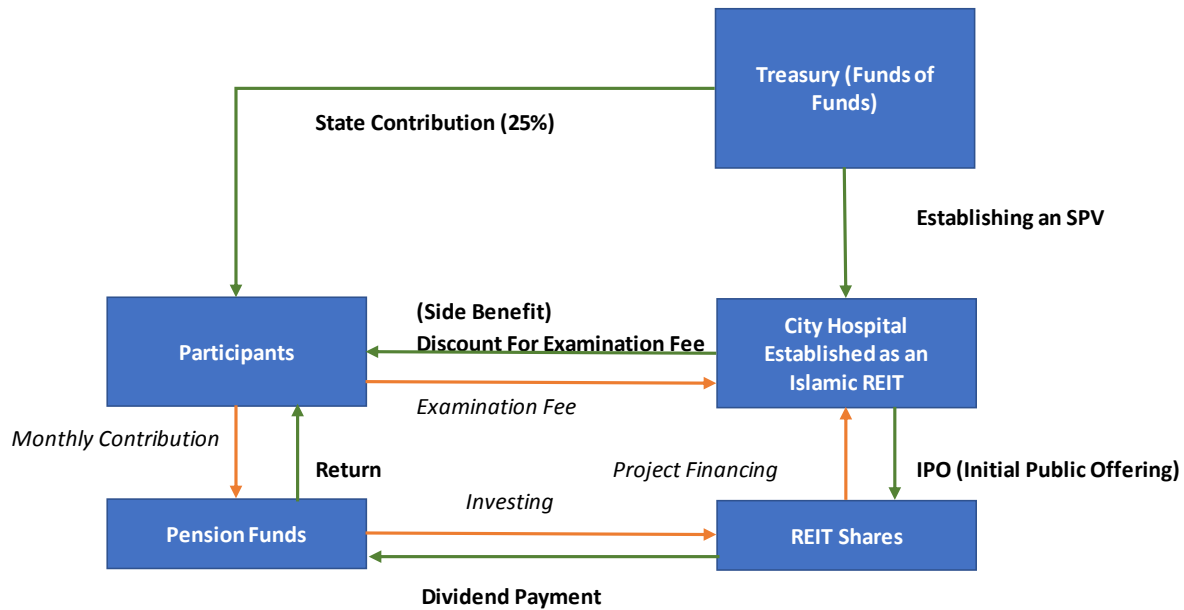 Treasury (Funds of
Funds)
State Contribution (25%)
Establishing an SPV
Participants
(Side Benefit)
Discount For Examination Fee
City Hospital
Established as an
Islamic REIT
Examination Fee
Monthly Contribution
Return
Project Financing
IPO (Initial Public Offering)
Investing
Pension Funds
REIT Shares
Dividend Payment